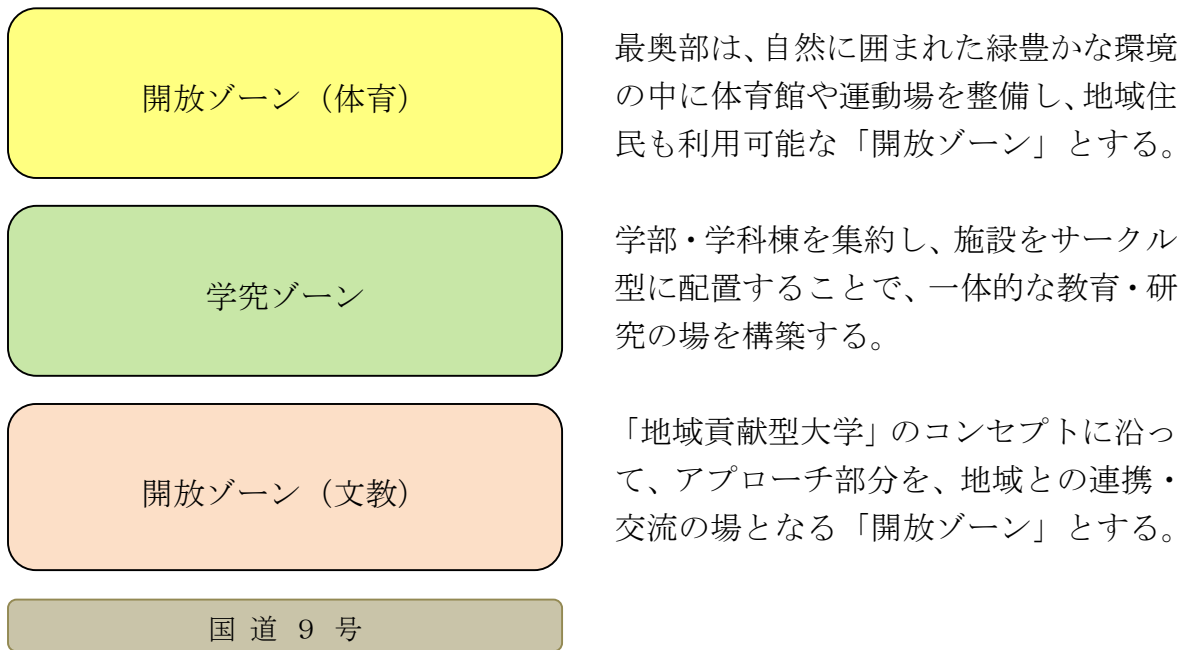 開放ゾーン（体育）
最奥部は、自然に囲まれた緑豊かな環境
の中に体育館や運動場を整備し、地域住
民も利用可能な「開放ゾーン」とする。
学究ゾーン
学部・学科棟を集約し、施設をサークル
型に配置することで、一体的な教育・研
究の場を構築する。
開放ゾーン（文教）
「地域貢献型大学」のコンセプトに沿っ
て、アプローチ部分を、地域との連携・
交流の場となる「開放ゾーン」とする。
国 道 9 号